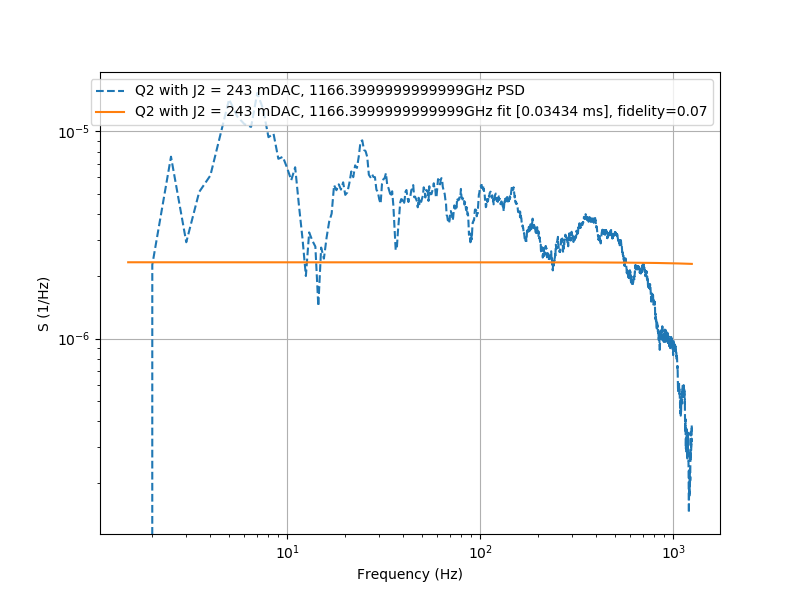 Q2 with J2 = 243 mDAC, 1166.3999999999999GHz PSD
Q2 with J2 = 243 mDAC, 1166.3999999999999GHz fit [0.03434 ms], fidelity=0.07
S (1/Hz)
10⁻⁵
10⁻⁶
10¹ 10² 10³
Frequency (Hz)